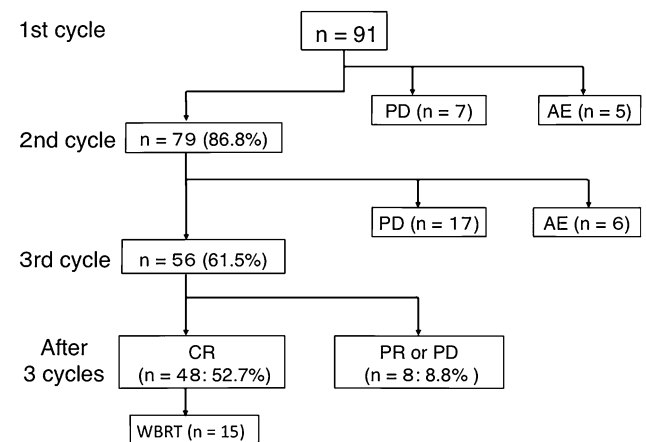 1st cycle
n = 91
PD (n = 7)
AE (n = 5)
2nd cycle
n = 79 (86.8%)
PD (n = 17)
AE (n = 6)
3rd cycle
n = 56 (61.5%)
After
3 cycles
CR
(n = 48: 52.7%)
PR or PD
(n = 8: 8.8% )
WBRT (n = 15)